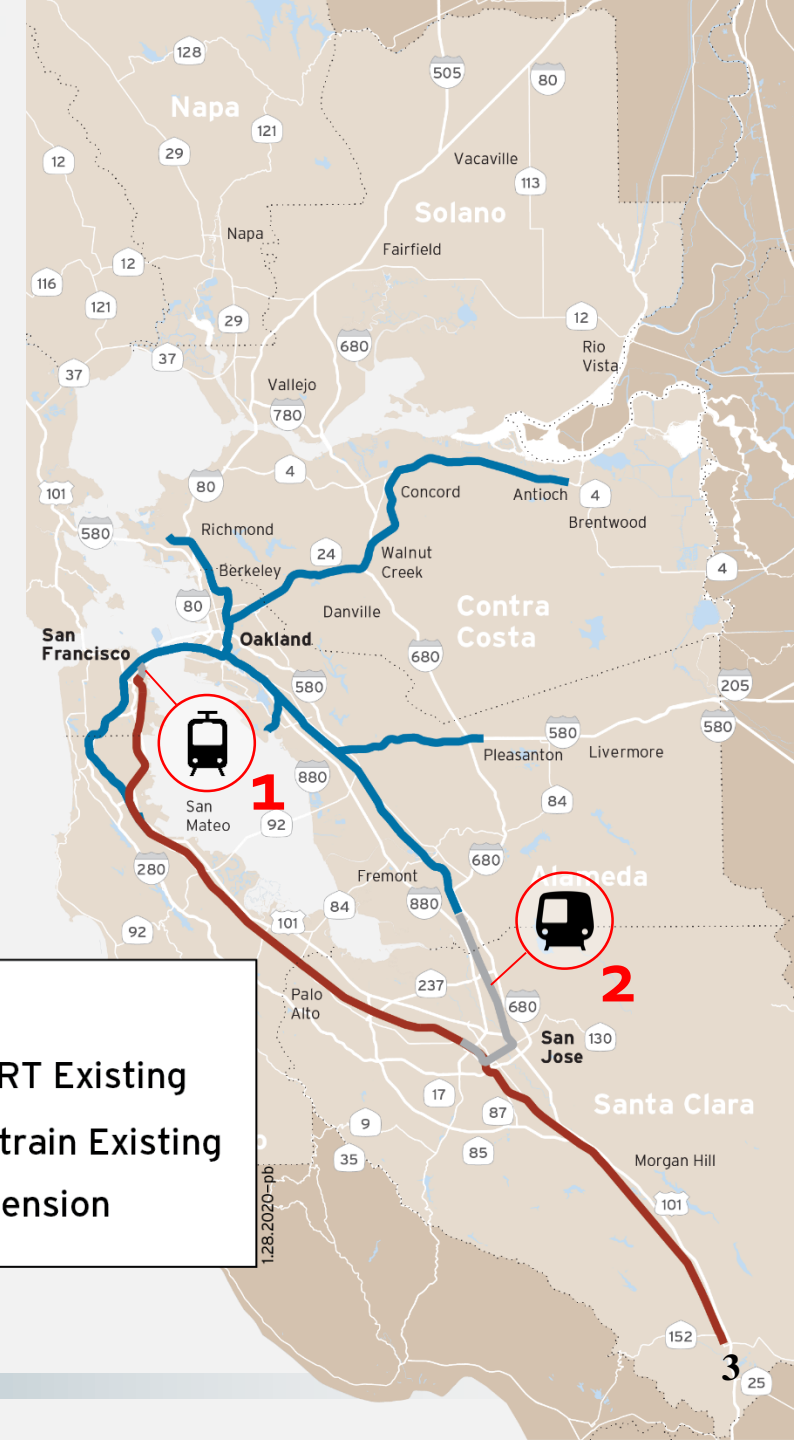 128
505
80
Napa
121
29
12
Vacaville
113
Solano
Napa
Fairfield
12
116
121
29
12
680
37
37
Rio
Vista
Vallejo
780
4
80
101
Concord
Antioch
4
Brentwood
580
Richmond
24
Walnut
Creek
Berkeley
4
80
Danville
Contra
Costa
San
Francisco
Oakland
680
580
205
580
580
Pleasanton
Livermore
880
1
San
Mateo
92
84
280
680
Fremont
Alameda
880
84
92
101
237
2
Palo
Alto
680
San
Jose
130
RT Existing
17
87
Santa Clara
9
train Existing
o
35
85
Morgan Hill
ension
101
1.28.2020-pb
152
3
25